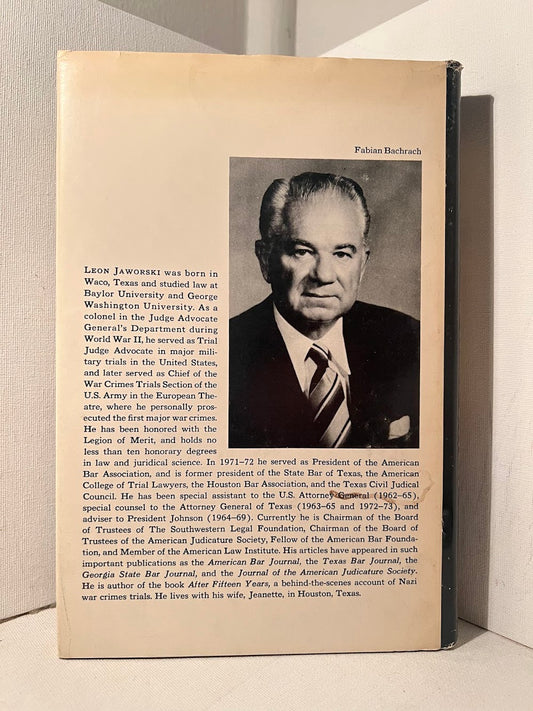 Fabian Bachrach
LEON JAWORSKI was born in
Waco, Texas and studied law at
Baylor University and George
Washington University. As a
colonel in the Judge Advocate
General's Department during
World War II, he served as Trial
Judge Advocate in major mili-
tary trials in the United States,
and later served as Chief of the
War Crimes Trials Section of the
U.S. Army in the European The-
atre, where he personally pros-
ecuted the first major war crimes.
He has been honored with the
Legion of Merit, and holds no
less than ten honorary degrees
in law and juridical science. In 1971–72 he served as President of the American
Bar Association, and is former president of the State Bar of Texas, the American
College of Trial Lawyers, the Houston Bar Association, and the Texas Civil Judical
Council. He has been special assistant to the U.S. Attorney General (1962–65),
special counsel to the Attorney General of Texas (1963–65 and 1972–73), and
adviser to President Johnson (1964–69). Currently he is Chairman of the Board
of Trustees of The Southwestern Legal Foundation, Chairman of the Board of
Trustees of the American Judicature Society, Fellow of the American Bar Founda-
tion, and Member of the American Law Institute. His articles have appeared in such
important publications as the American Bar Journal, the Texas Bar Journal, the
Georgia State Bar Journal, and the Journal of the American Judicature Society.
He is author of the book After Fifteen Years, a behind-the-scenes account of Nazi
war crimes trials. He lives with his wife, Jeanette, in Houston, Texas.